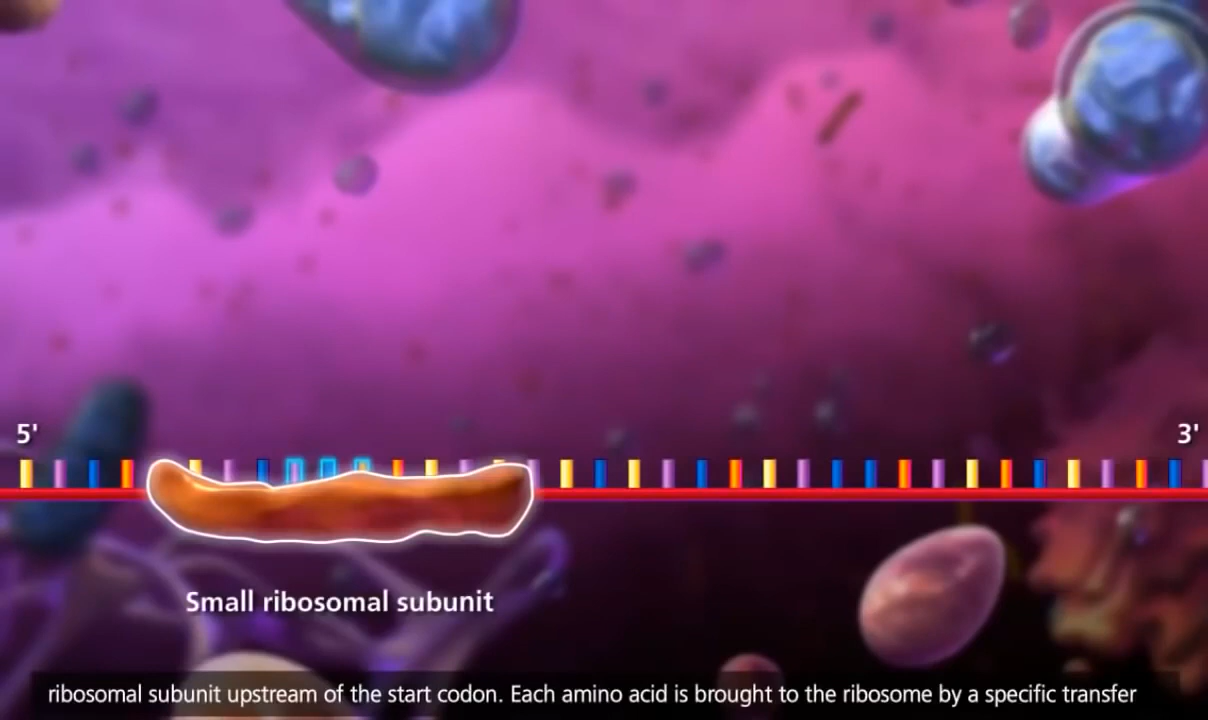 5' 3'
Small ribosomal subunit
ribosomal subunit upstream of the start codon. Each amino acid is brought to the ribosome by a specific transfer